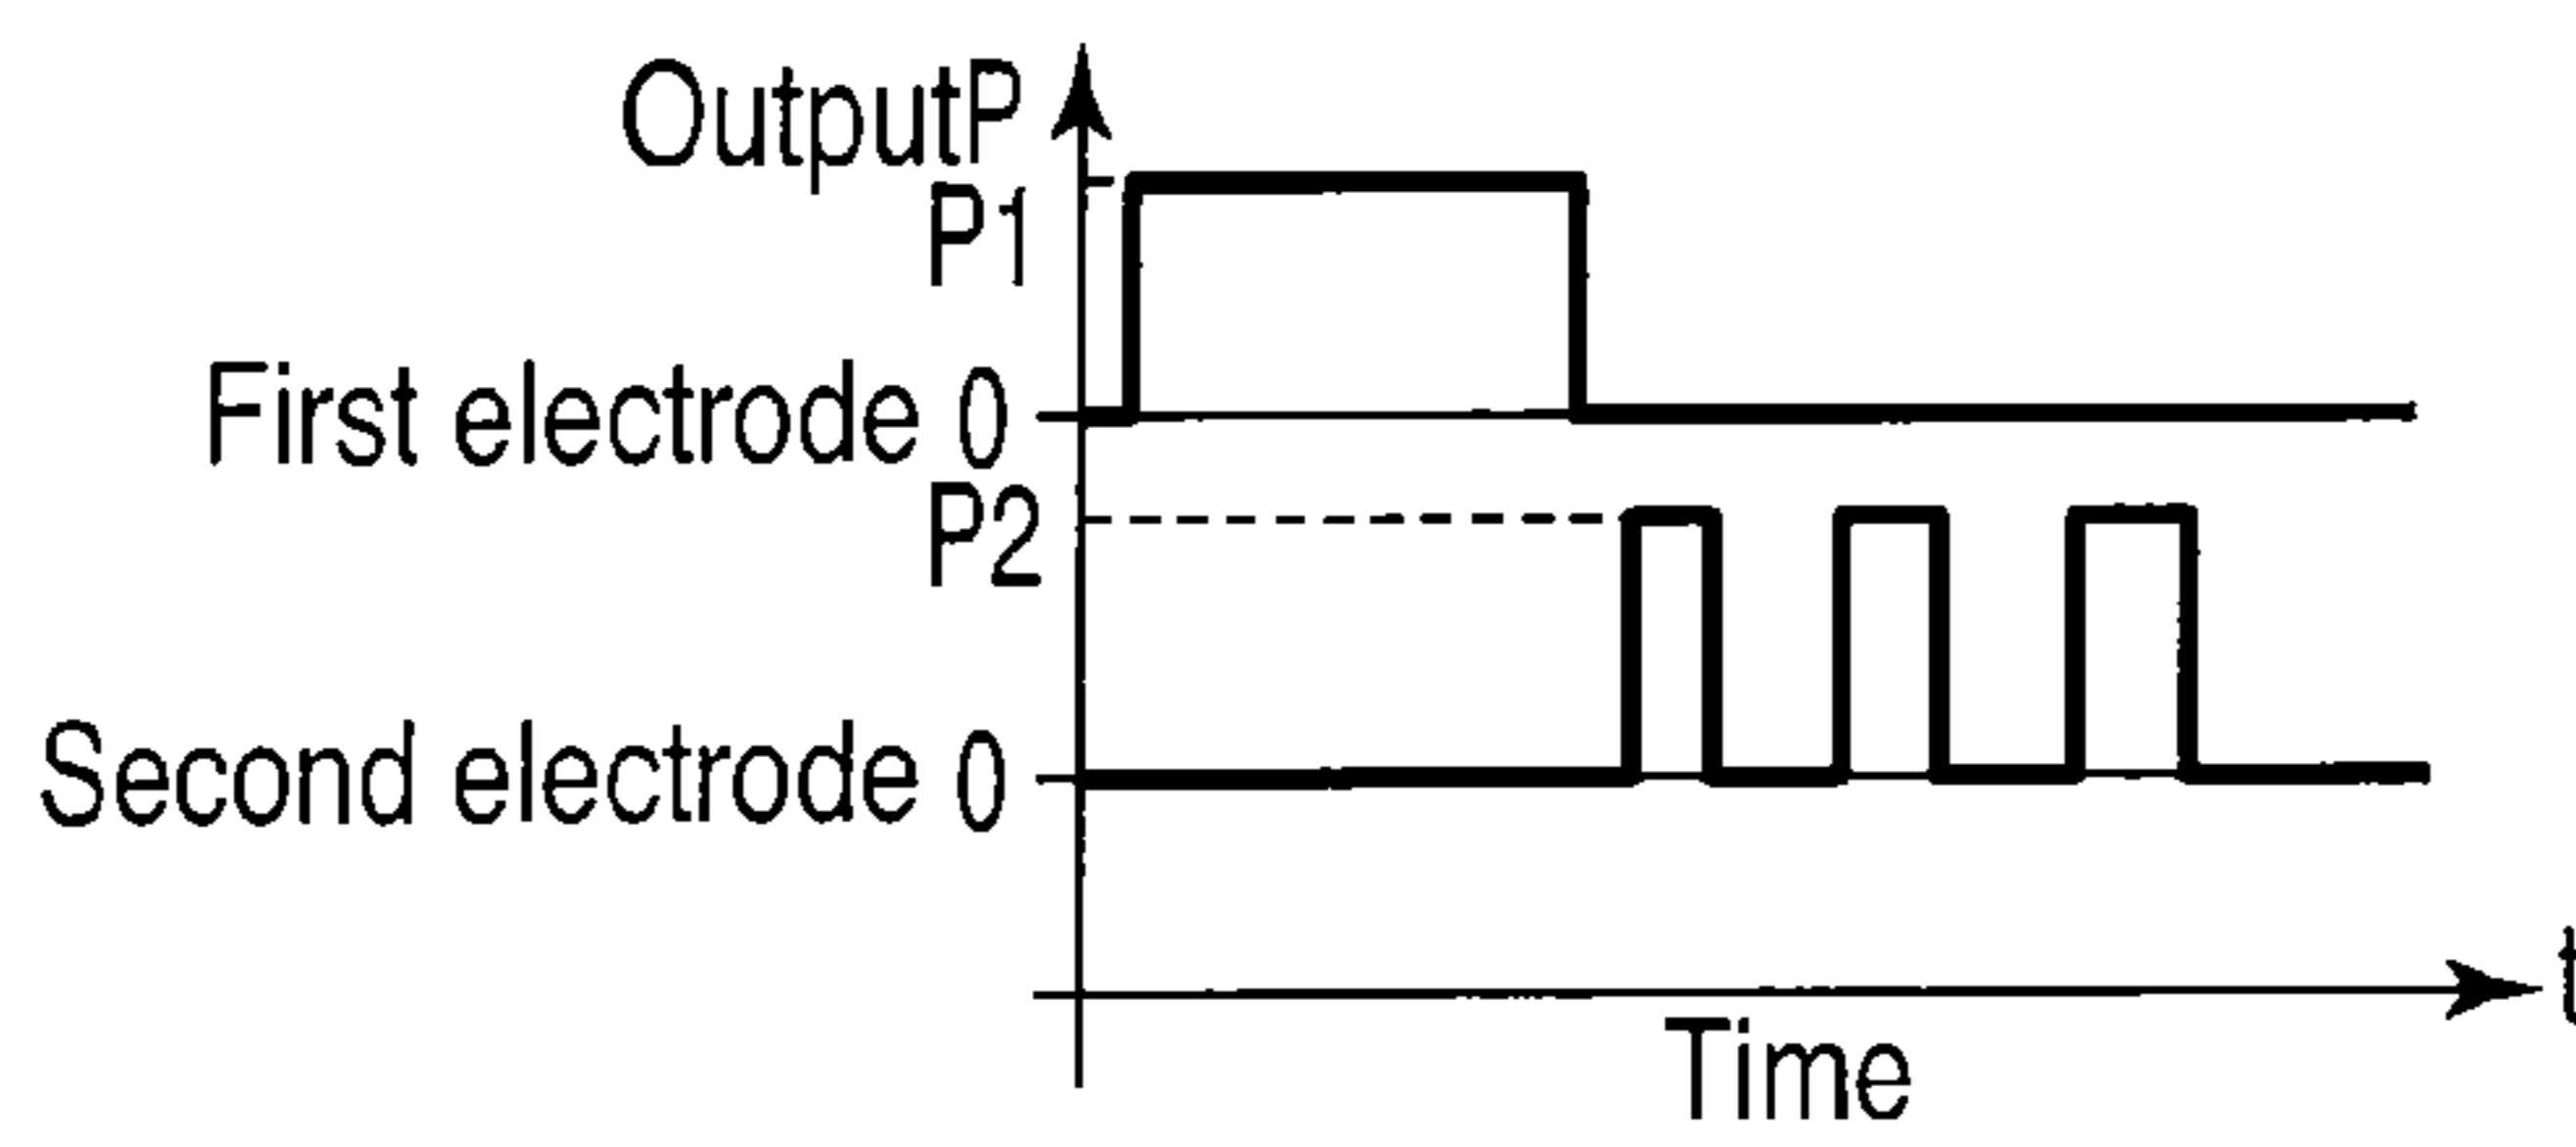 OutputP
P1
First electrode 0
P2
Second electrode 0
t
Time